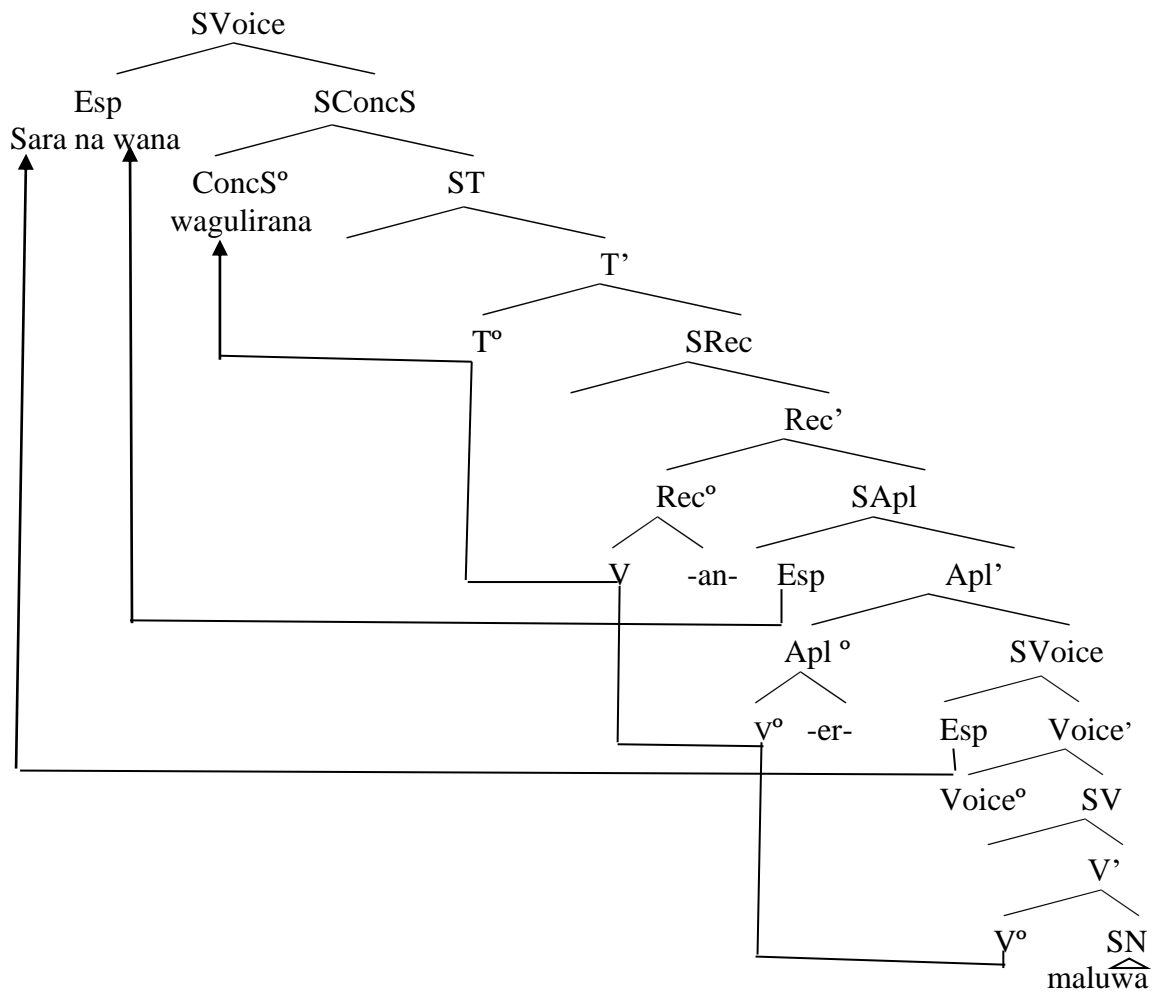 SVoice
Esp SConcS
Sara na wana
ConcSº ST
wagulirana
T’
Tº SRec
Rec’
Recº SApl
V -an- Esp Apl’
Apl º SVoice
Vº -er- Esp Voice’
Voiceº SV
V’
Vº SN
maluwa